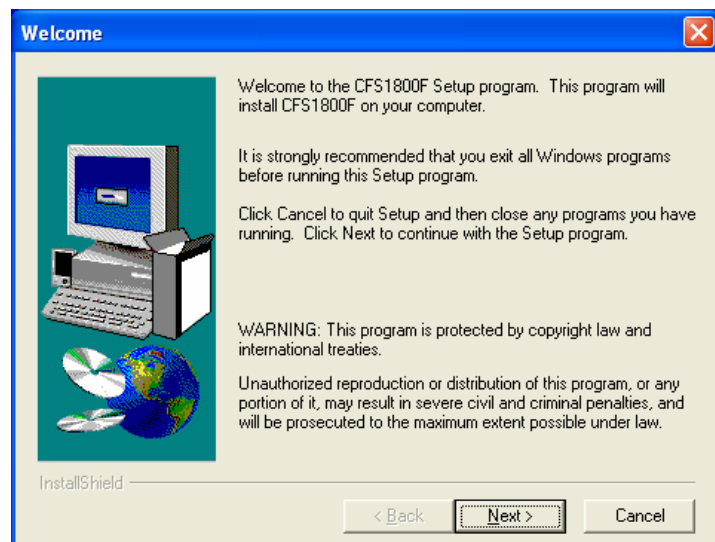 Welcome
Welcome to the CFS1800F Setup program. This program will
install CFS1800F on your computer.
It is strongly recommended that you exit all Windows programs
before running this Setup program.
Click Cancel to quit Setup and then close any programs you have
running. Click Next to continue with the Setup program.
WARNING: This program is protected by copyright law and
international treaties.
Unauthorized reproduction or distribution of this program, or any
portion of it, may result in severe civil and criminal penalties, and
will be prosecuted to the maximum extent possible under law.
InstallShield
< Back Next > Cancel